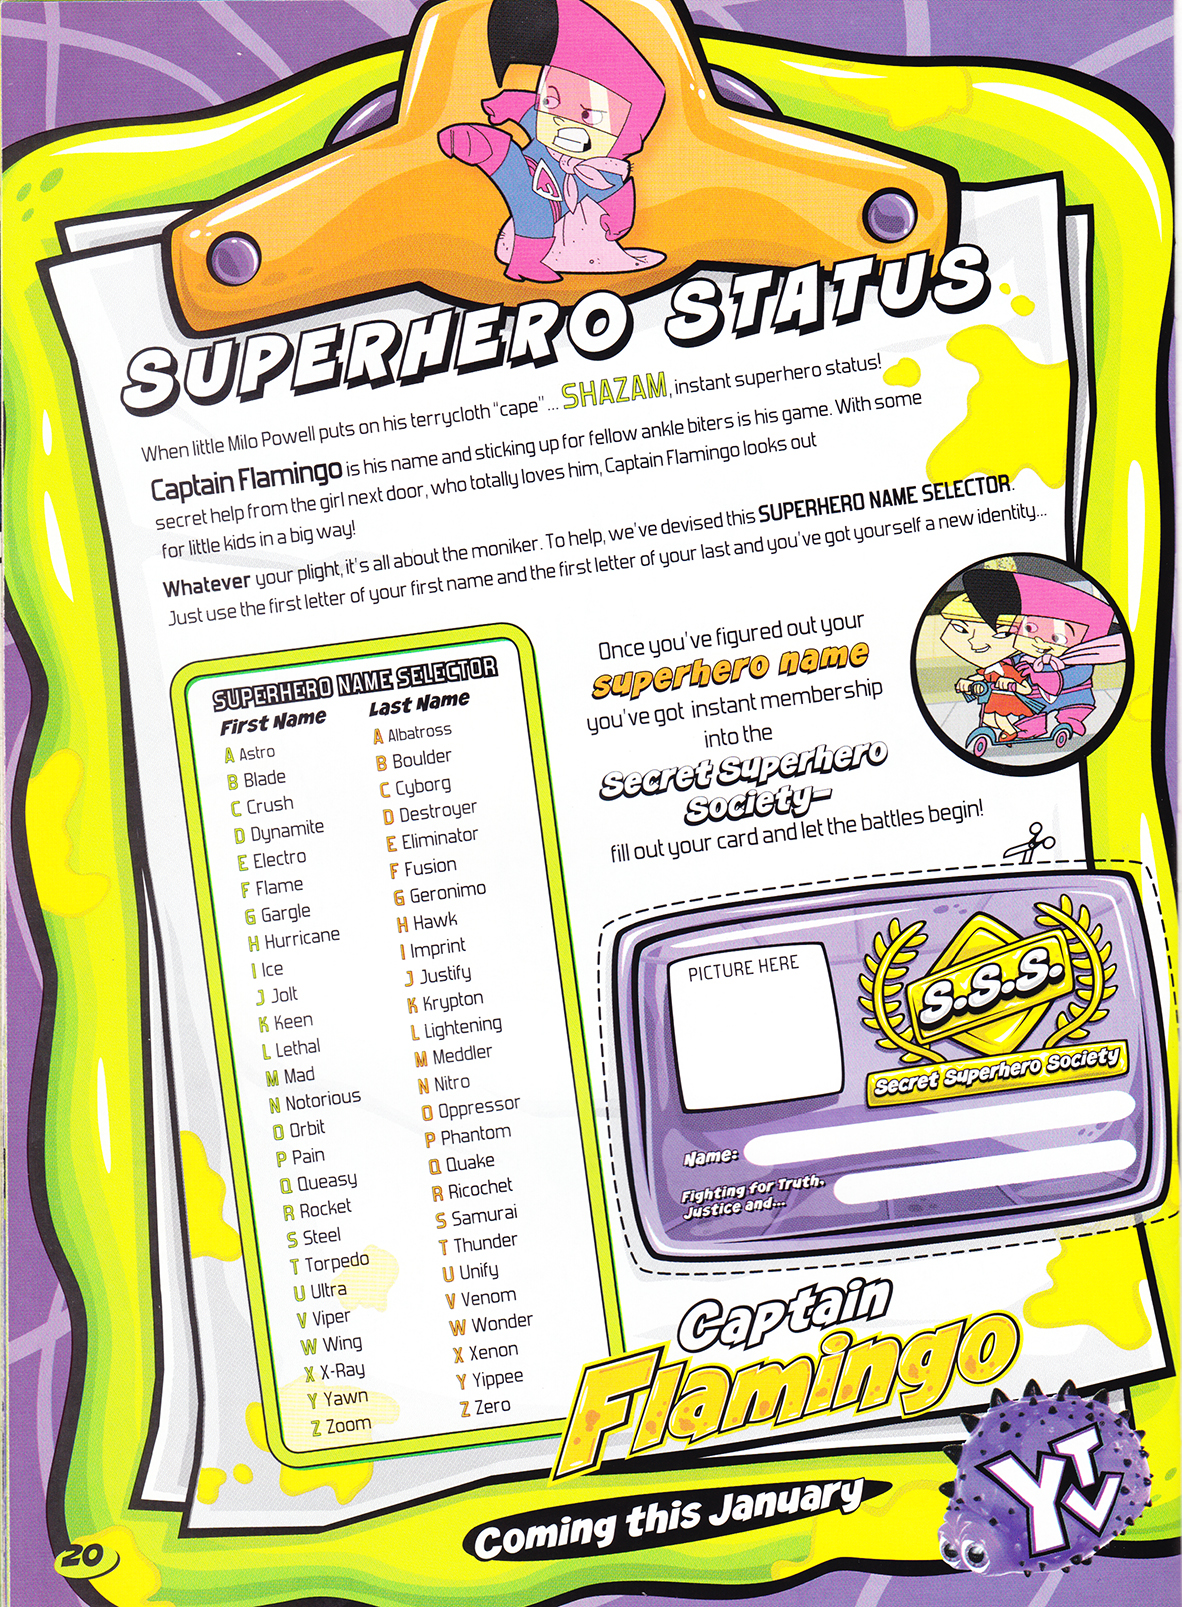 SUPERHERO STATUS
When little Milo Powell puts on his terrycloth "cape"... SHAZAM, instant superhero status!
Captain Flamingo is his name and sticking up for fellow ankle biters is his game. With some
secret help from the girl next door, who totally loves him, Captain Flamingo looks out
for little kids in a big way!
Whatever your plight, it's all about the moniker. To help, we've devised this SUPERHERO NAME SELECTOR.
Just use the first letter of your first name and the first letter of your last and you've got yourself a new identity...
SUPERHERO NAME SELECTOR
First Name
A Astro
B Blade
C Crush
D Dynamite
E Electro
F Flame
G Gargle
H Hurricane
I Ice
J Jolt
K Keen
L Lethal
M Mad
N Notorious
O Orbit
P Pain
Q Queasy
R Rocket
S Steel
T Torpedo
U Ultra
V Viper
W Wing
X X-Ray
Y Yawn
Z Zoom
Last Name
A Albatross
B Boulder
C Cyborg
D Destroyer
E Eliminator
F Fusion
G Geronimo
H Hawk
I Imprint
J Justify
K Krypton
L Lightening
M Meddler
N Nitro
O Oppressor
P Phantom
Q Quake
R Ricochet
S Samurai
T Thunder
U Unify
V Venom
W Wonder
X Xenon
Y Yippee
Z Zero
Once you've figured out your
superhero name
you've got instant membership
into the
Secret Superhero
Society-
fill out your card and let the battles begin!
PICTURE HERE
S.S.S.
Secret Superhero Society
Name:
Fighting for Truth,
Justice and...
Captain
Flamingo
Coming this January
YTV
20